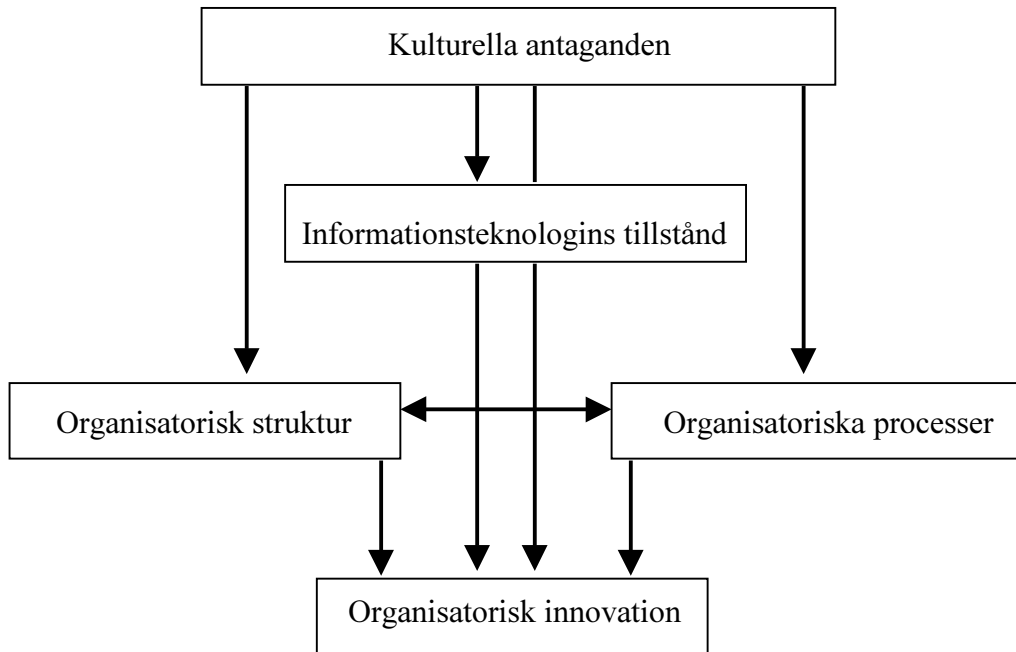 Kulturella antaganden
Informationsteknologins tillstånd
Organisatorisk struktur
Organisatoriska processer
Organisatorisk innovation